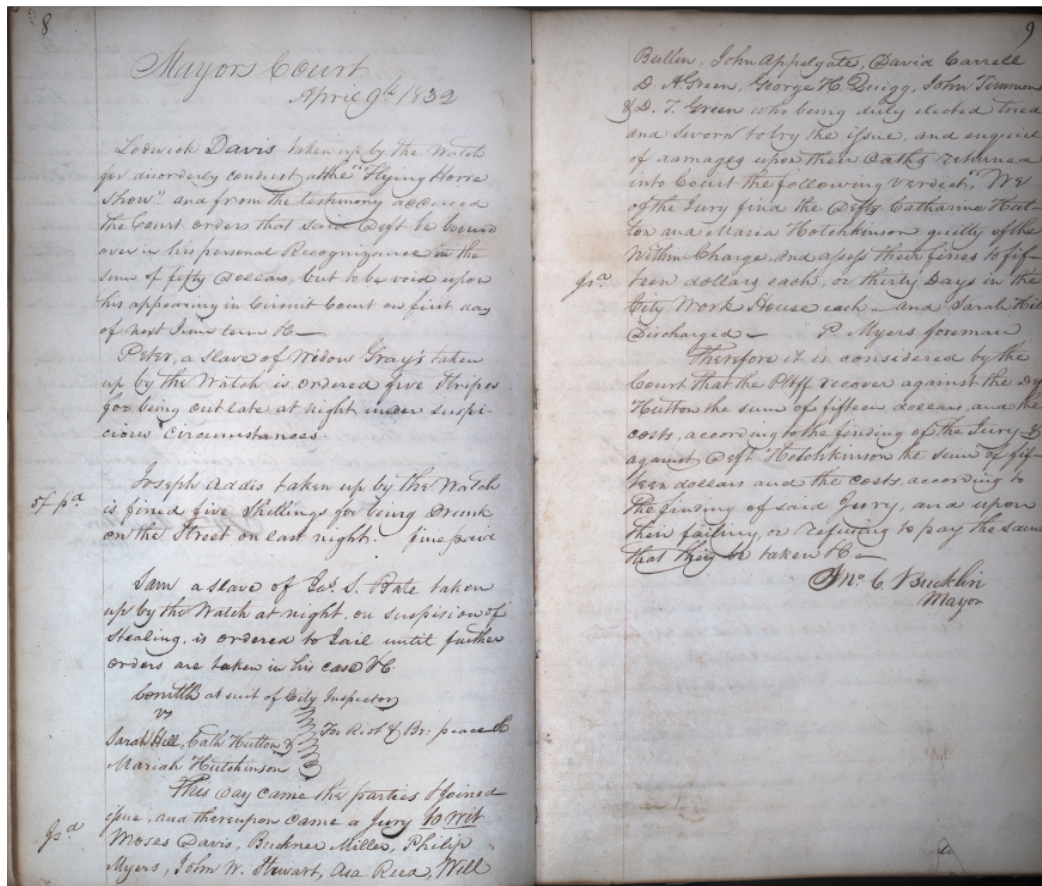 8
Mayors Court
April 9th 1832
Lodwick Davis taken up by the Watch
for disorderly conduct at the "Flying Horse
Show" and from the testimony adduced
the Court orders that said Deft be bound
over in his personal Recognizance in the
sum of fifty Dollars, but to be void upon
his appearing in Circuit Court on first day
of next June term &c
Peter, a slave of Widow Gray's taken
up by the Watch is ordered five Stripes
for being out late at night under suspi-
cious circumstances.
Joseph Addis taken up by the Watch
5/ pd is fined five Shillings for being Drunk
on the Street on last night. fine paid
Sam a slave of Jas. S. Bate taken
up by the Watch at night, on suspision of
Stealing, is ordered to Jail until further
orders are taken in his case &C
Comlth at suit of City Inspector
vs
Sarah Hill, Cath Hutton &
Mariah Hutchinson
For Riot & Br: peace &c
This day came the parties & joined
issue, and thereupon came a Jury to wit
Moses Davis, Buckner Miller, Philip
Myers, John W. Stewart, Asa Reed, Will
9
Bullen, John Appelgate, David Carrell
D. A Green, George H. Quigg, John Timmon
& D. T. Green who being duly elected tried
and sworn to try the issue, and enquire
of damages upon their Oaths returned
into Court the following verdict, "We
of the Jury find the Defts Catharine Hut-
ton and Maria Hotchkinson guilty of the
Within Charge, and assess their fines to fif-
teen dollars each, or thirty Days in the
City Work House each - and Sarah Hill
Discharged - P. Myers foreman
Therefore it is considered by the
Court that the Plff recover against the Df
Hutton the sum of fifteen dollars, and the
costs, according to the finding of the Jury &
against Deft Hotchkinson the sum of fif-
teen dollars and the costs, according to
The finding of said Jury, and upon
their failing, or refusing to pay the same
that they be taken &c
Jno. C. Bucklin
Mayor